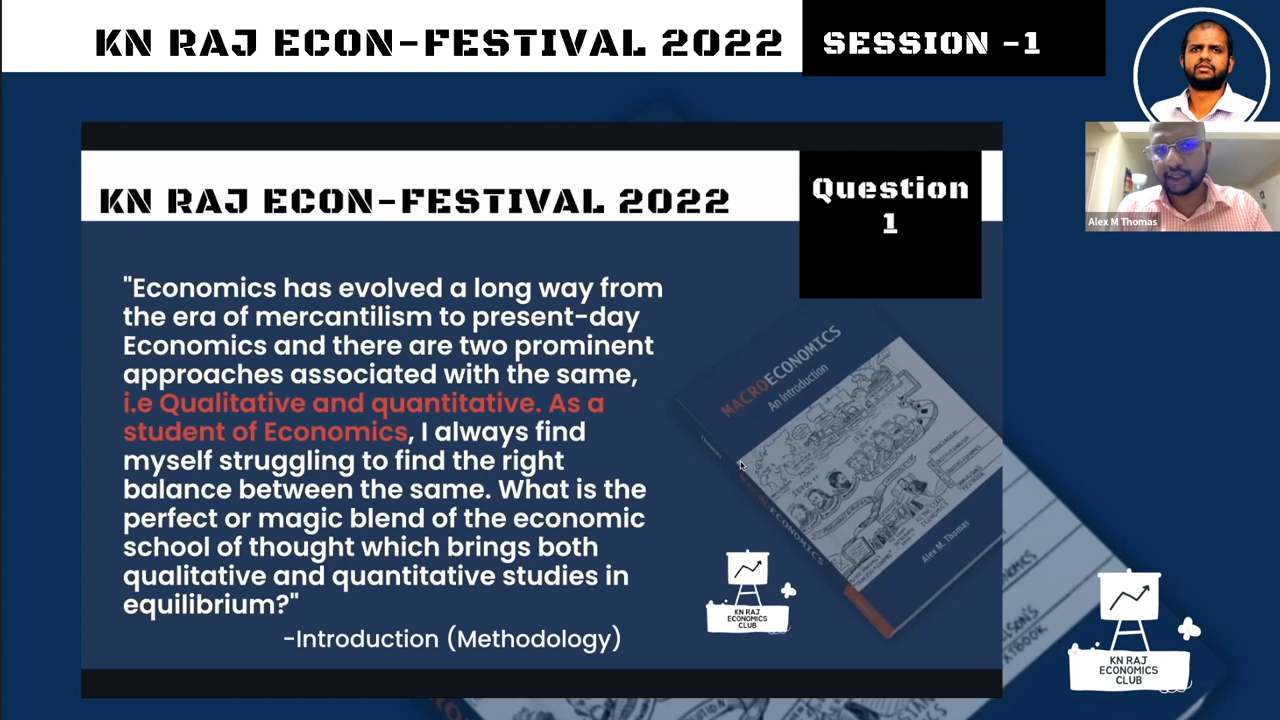 KN RAJ ECON-FESTIVAL 2022
SESSION -1
Alex M Thomas
KN RAJ ECON-FESTIVAL 2022
Question
1
"Economics has evolved a long way from
the era of mercantilism to present-day
Economics and there are two prominent
approaches associated with the same,
i.e Qualitative and quantitative. As a
student of Economics, I always find
myself struggling to find the right
balance between the same. What is the
perfect or magic blend of the economic
school of thought which brings both
qualitative and quantitative studies in
equilibrium?"
-Introduction (Methodology)
MACROECONOMICS
An Introduction
Thomas
MACROECONOMICS
Alex M. Thomas
KN RAJ
ECONOMICS
CLUB
KN RAJ
ECONOMICS
CLUB